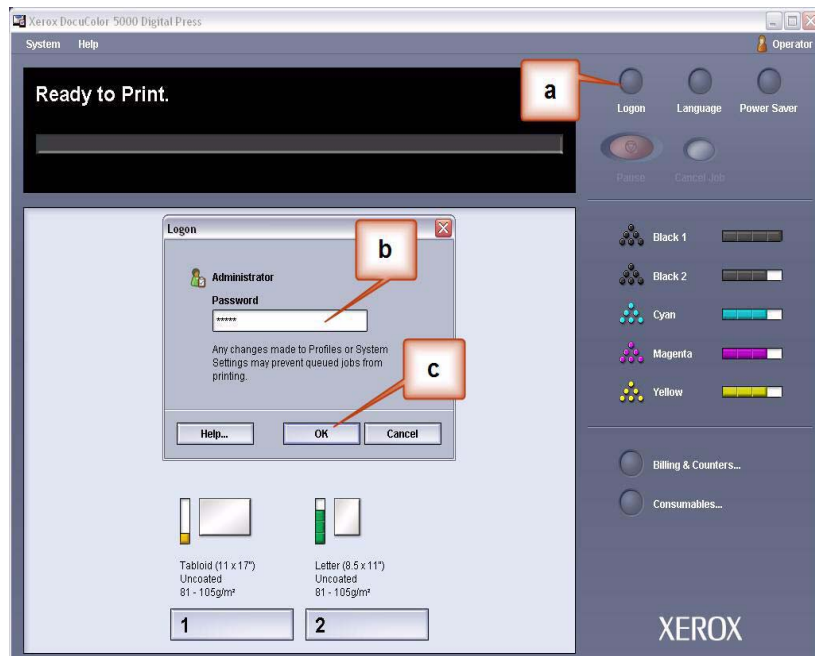 Xerox DocuColor 5000 Digital Press
System Help
Operator
Ready to Print.
a
Logon Language Power Saver
Pause Cancel Job
Logon
b
Administrator
Password
*****
Any changes made to Profiles or System
Settings may prevent queued jobs from
printing.
c
Help... OK Cancel
Black 1
Black 2
Cyan
Magenta
Yellow
Billing & Counters...
Consumables...
Tabloid (11 x 17")
Uncoated
81 - 105g/m²
1
Letter (8.5 x 11")
Uncoated
81 - 105g/m²
2
XEROX